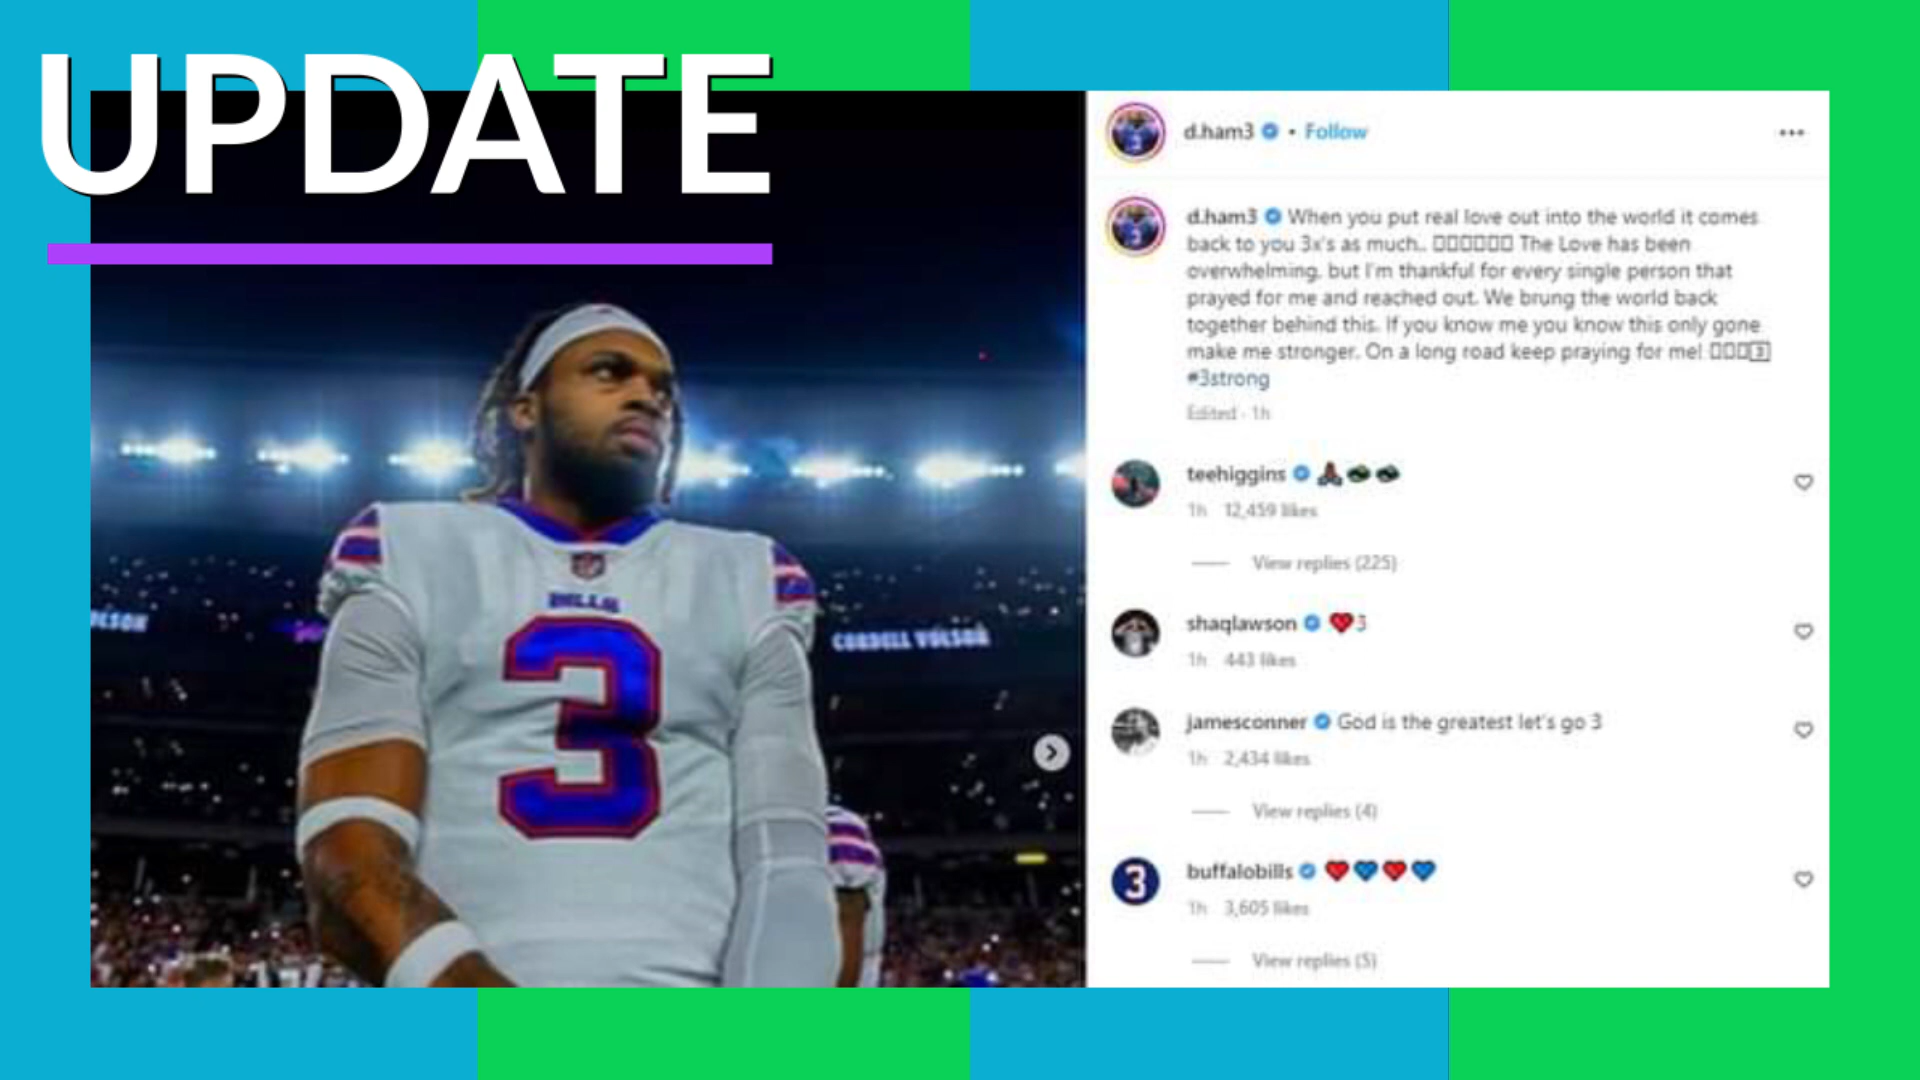 UPDATE
d.ham3 • Follow
d.ham3 When you put real love out into the world it comes
back to you 3x's as much.. The Love has been
overwhelming, but I'm thankful for every single person that
prayed for me and reached out. We brung the world back
together behind this. If you know me you know this only gone
make me stronger. On a long road keep praying for me! 3
#3strong
Edited · 1h
teehiggins
1h 12,459 likes
View replies (225)
shaqlawson ❤️3
1h 443 likes
jamesconner God is the greatest let's go 3
1h 2,434 likes
View replies (4)
3
buffalobills ❤️💙❤️💙
1h 3,605 likes
View replies (5)
BILLS
3
CORDELL VOLSON